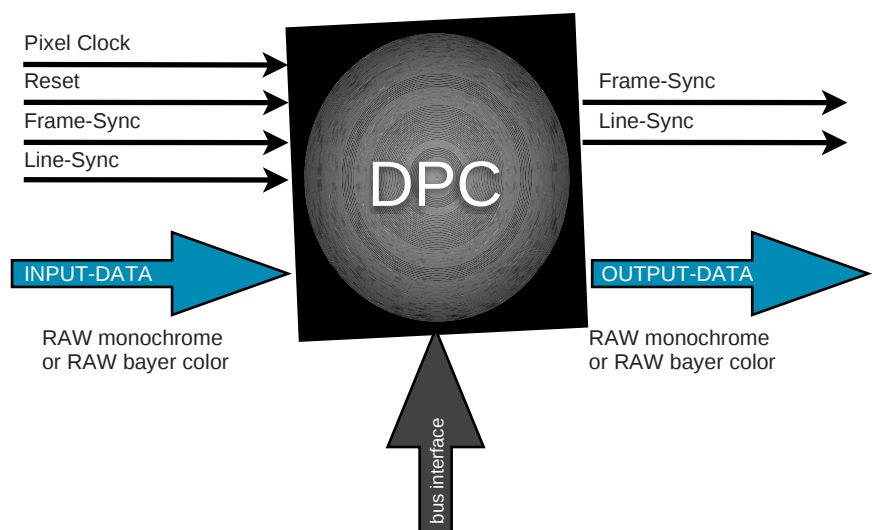 Pixel Clock
Reset
Frame-Sync
Line-Sync
DPC
Frame-Sync
Line-Sync
INPUT-DATA
OUTPUT-DATA
RAW monochrome
or RAW bayer color
RAW monochrome
or RAW bayer color
bus interface